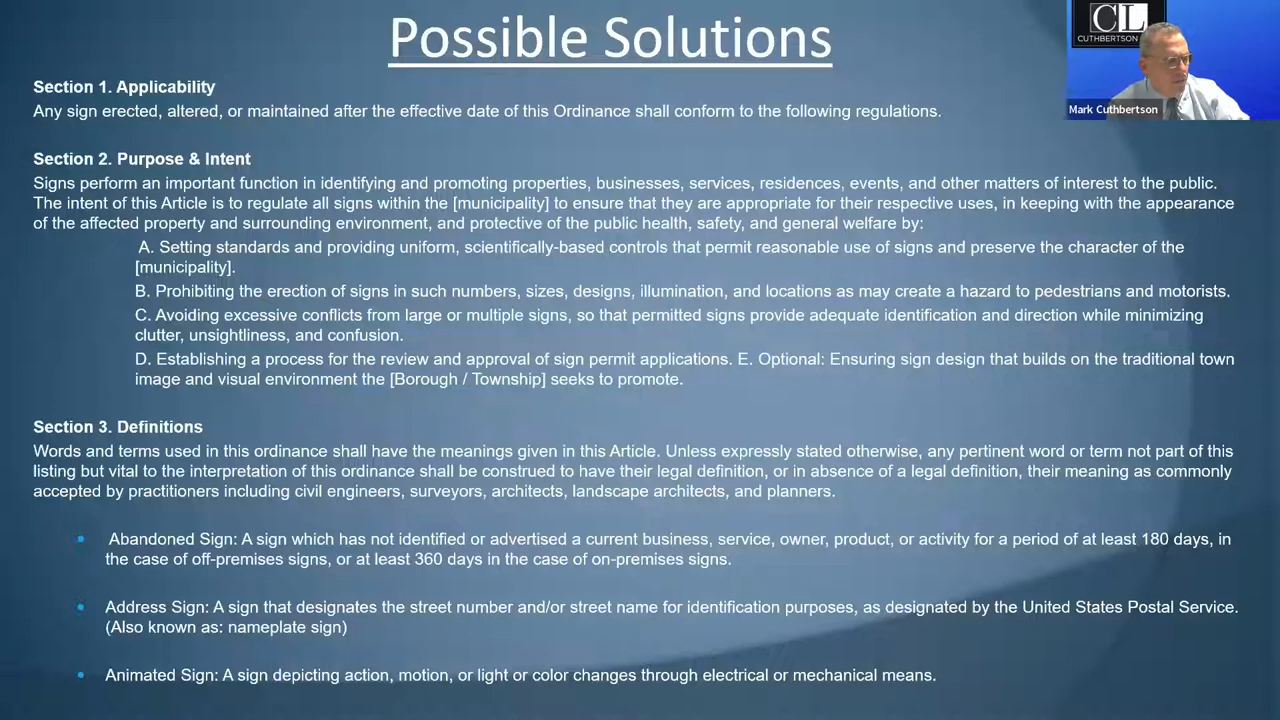 Possible Solutions
CL
CUTHBERTSON
Mark Cuthbertson
Section 1. Applicability
Any sign erected, altered, or maintained after the effective date of this Ordinance shall conform to the following regulations.
Section 2. Purpose & Intent
Signs perform an important function in identifying and promoting properties, businesses, services, residences, events, and other matters of interest to the public.
The intent of this Article is to regulate all signs within the [municipality] to ensure that they are appropriate for their respective uses, in keeping with the appearance
of the affected property and surrounding environment, and protective of the public health, safety, and general welfare by:
A. Setting standards and providing uniform, scientifically-based controls that permit reasonable use of signs and preserve the character of the
[municipality].
B. Prohibiting the erection of signs in such numbers, sizes, designs, illumination, and locations as may create a hazard to pedestrians and motorists.
C. Avoiding excessive conflicts from large or multiple signs, so that permitted signs provide adequate identification and direction while minimizing
clutter, unsightliness, and confusion.
D. Establishing a process for the review and approval of sign permit applications. E. Optional: Ensuring sign design that builds on the traditional town
image and visual environment the [Borough / Township] seeks to promote.
Section 3. Definitions
Words and terms used in this ordinance shall have the meanings given in this Article. Unless expressly stated otherwise, any pertinent word or term not part of this
listing but vital to the interpretation of this ordinance shall be construed to have their legal definition, or in absence of a legal definition, their meaning as commonly
accepted by practitioners including civil engineers, surveyors, architects, landscape architects, and planners.
• Abandoned Sign: A sign which has not identified or advertised a current business, service, owner, product, or activity for a period of at least 180 days, in
the case of off-premises signs, or at least 360 days in the case of on-premises signs.
• Address Sign: A sign that designates the street number and/or street name for identification purposes, as designated by the United States Postal Service.
(Also known as: nameplate sign)
• Animated Sign: A sign depicting action, motion, or light or color changes through electrical or mechanical means.